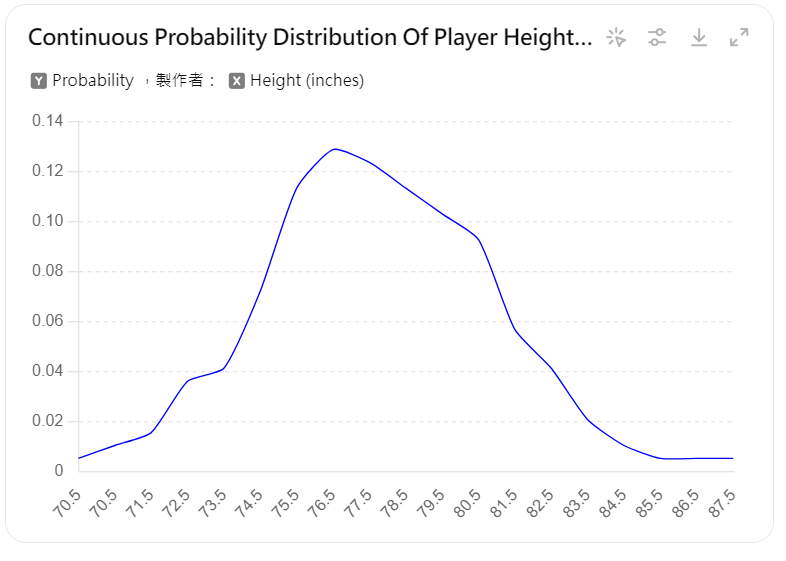 Continuous Probability Distribution Of Player Height...
Y Probability ，製作者： X Height (inches)
0.14
0.12
0.10
0.08
0.06
0.04
0.02
0
70.5 70.5 71.5 72.5 73.5 74.5 75.5 76.5 77.5 78.5 79.5 80.5 81.5 82.5 83.5 84.5 85.5 86.5 87.5